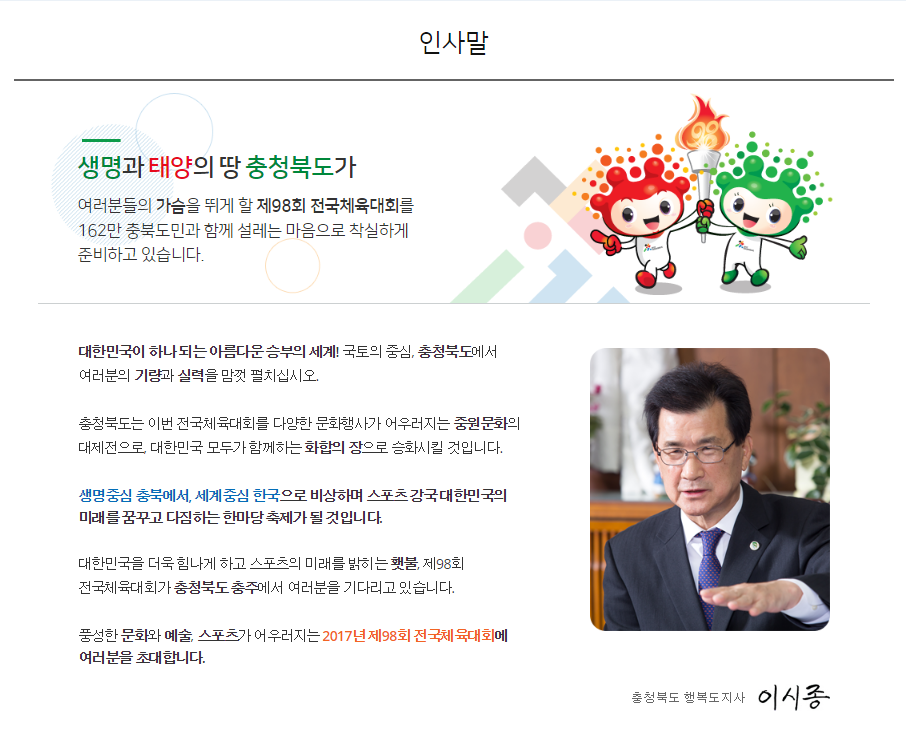 인사말
생명과 태양의 땅 충청북도가
여러분들의 가슴을 뛰게 할 제98회 전국체육대회를
162만 충북도민과 함께 설레는 마음으로 착실하게
준비하고 있습니다.
98
대한민국이 하나 되는 아름다운 승부의 세계! 국토의 중심, 충청북도에서
여러분의 기량과 실력을 맘껏 펼치십시오.
충청북도는 이번 전국체육대회를 다양한 문화행사가 어우러지는 중원문화의
대제전으로, 대한민국 모두가 함께하는 화합의 장으로 승화시킬 것입니다.
생명중심 충북에서, 세계중심 한국으로 비상하며 스포츠 강국 대한민국의
미래를 꿈꾸고 다짐하는 한마당 축제가 될 것입니다.
대한민국을 더욱 힘나게 하고 스포츠의 미래를 밝히는 횃불, 제98회
전국체육대회가 충청북도 충주에서 여러분을 기다리고 있습니다.
풍성한 문화와 예술, 스포츠가 어우러지는 2017년 제98회 전국체육대회에
여러분을 초대합니다.
충청북도 행복도지사 이시종